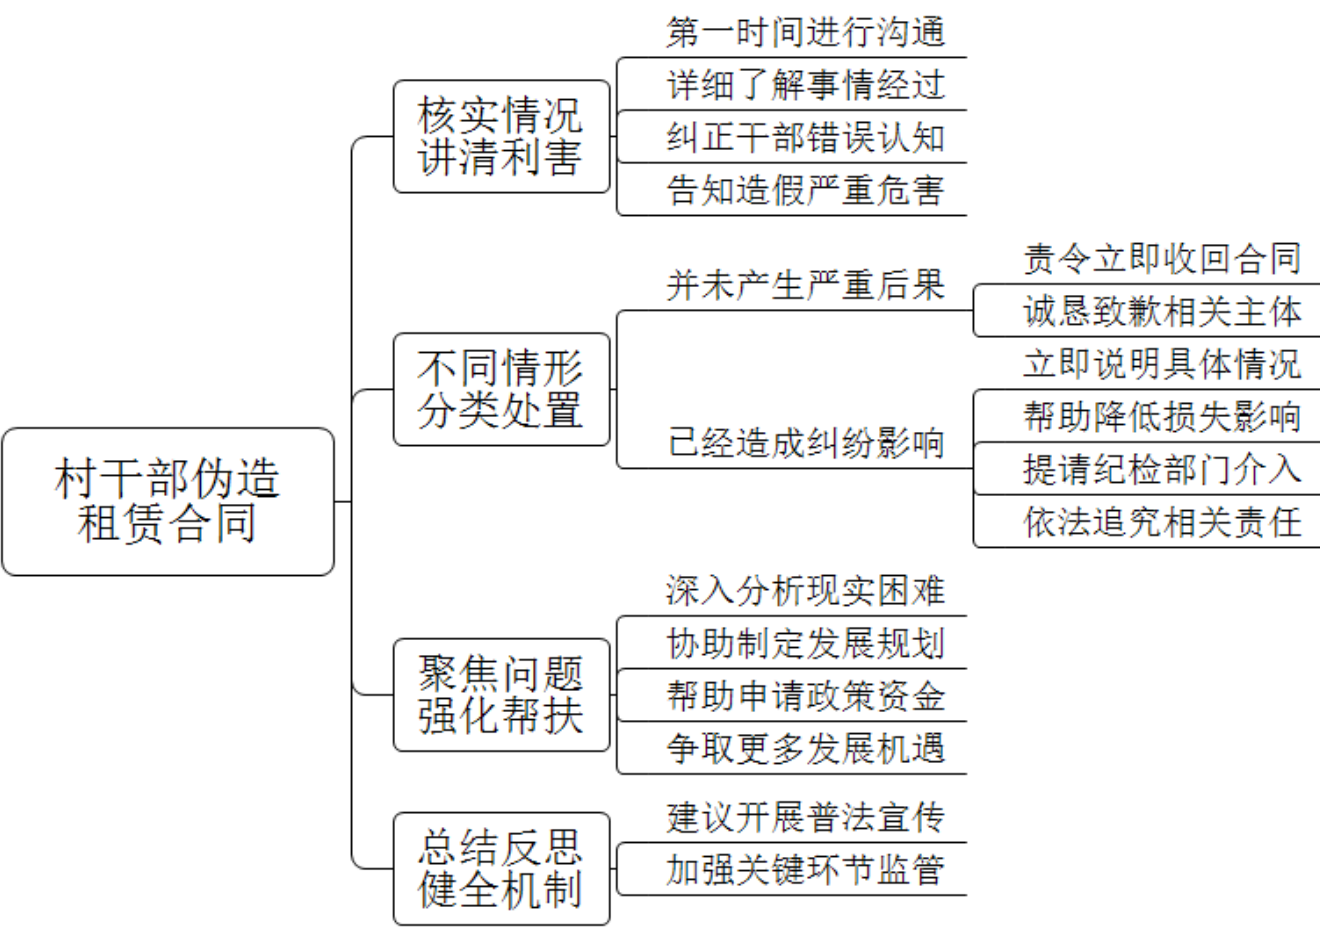 村干部伪造
租赁合同
核实情况
讲清利害
第一时间进行沟通
详细了解事情经过
纠正干部错误认知
告知造假严重危害
不同情形
分类处置
并未产生严重后果
责令立即收回合同
诚恳致歉相关主体
已经造成纠纷影响
立即说明具体情况
帮助降低损失影响
提请纪检部门介入
依法追究相关责任
聚焦问题
强化帮扶
深入分析现实困难
协助制定发展规划
帮助申请政策资金
争取更多发展机遇
总结反思
健全机制
建议开展普法宣传
加强关键环节监管